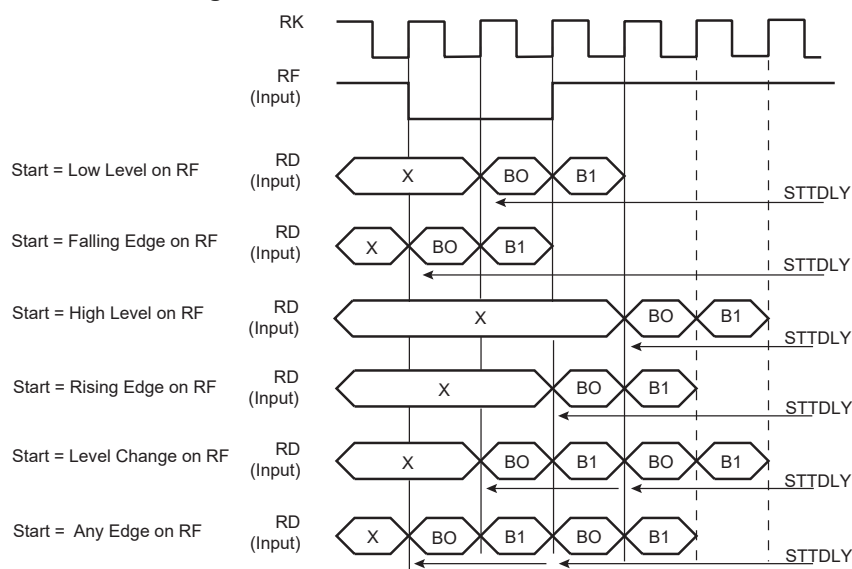 RK
RF
(Input)
Start = Low Level on RF
RD
(Input)
X
BO
B1
STTDLY
Start = Falling Edge on RF
RD
(Input)
X
BO
B1
STTDLY
Start = High Level on RF
RD
(Input)
X
BO
B1
STTDLY
Start = Rising Edge on RF
RD
(Input)
X
BO
B1
STTDLY
Start = Level Change on RF
RD
(Input)
X
BO
B1
BO
B1
STTDLY
Start = Any Edge on RF
RD
(Input)
X
BO
B1
BO
B1
STTDLY